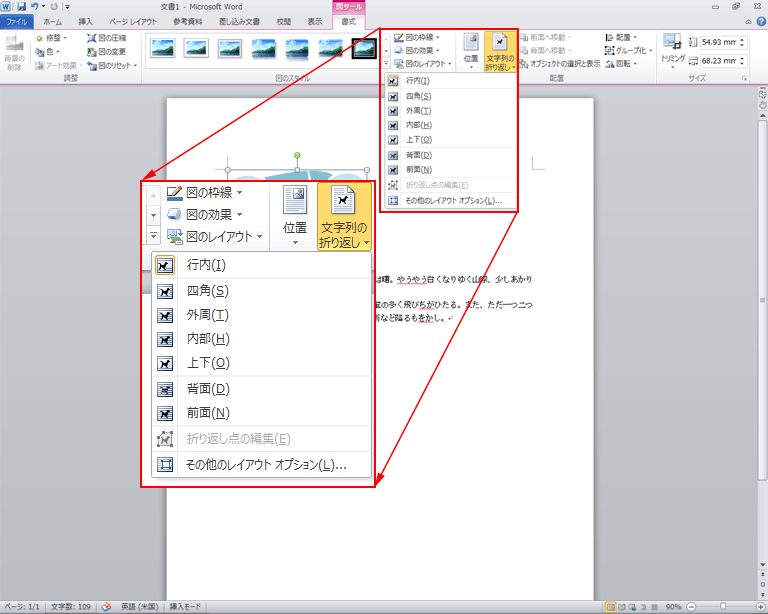 文書1 - Microsoft Word
図ツール
ファイル ホーム 挿入 ページ レイアウト 参考資料 差し込み文書 校閲 表示 書式
背景の削除
修整
色
アート効果
図の圧縮
図の変更
図のリセット
調整
図のスタイル
図の枠線
図の効果
図のレイアウト
位置
文字列の
折り返し
前面へ移動
背面へ移動
オブジェクトの選択と表示
配置
グループ化
回転
配置
トリミング
54.93 mm
68.23 mm
サイズ
行内(I)
四角(S)
外周(T)
内部(H)
上下(O)
背面(D)
前面(N)
折り返し点の編集(E)
その他のレイアウト オプション(L)...
図の枠線
図の効果
図のレイアウト
位置
文字列の
折り返し
行内(I)
四角(S)
外周(T)
内部(H)
上下(O)
背面(D)
前面(N)
折り返し点の編集(E)
その他のレイアウト オプション(L)...
は曙。やうやう白くなりゆく山際、少しあかり
の多く飛びちがひたる。また、ただ一つ二つ
など降るもをかし。
ページ: 1/1 文字数: 109 英語 (米国) 挿入モード 90%